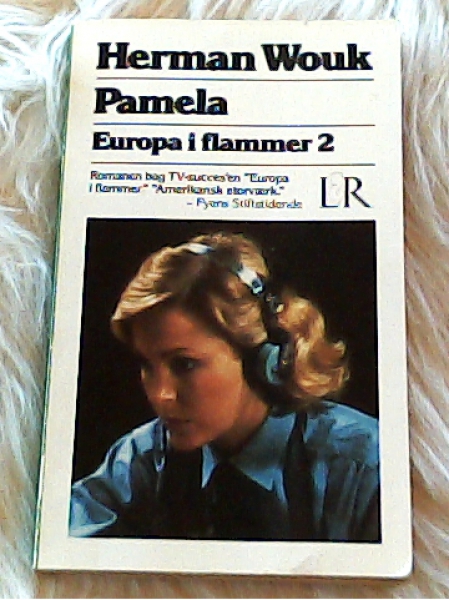 Herman Wouk
Pamela
Europa i flammer 2
Romanen bag TV-succes'en "Europa
i flammer" "Amerikansk storværk."
- Fyens Stiftstidende
LR